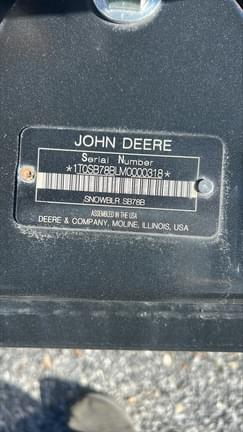 JOHN DEERE
Serial Number
*1T0SB78BLM0000318*
SNOWBLR SB78B
ASSEMBLED IN THE USA
DEERE & COMPANY, MOLINE, ILLINOIS, USA